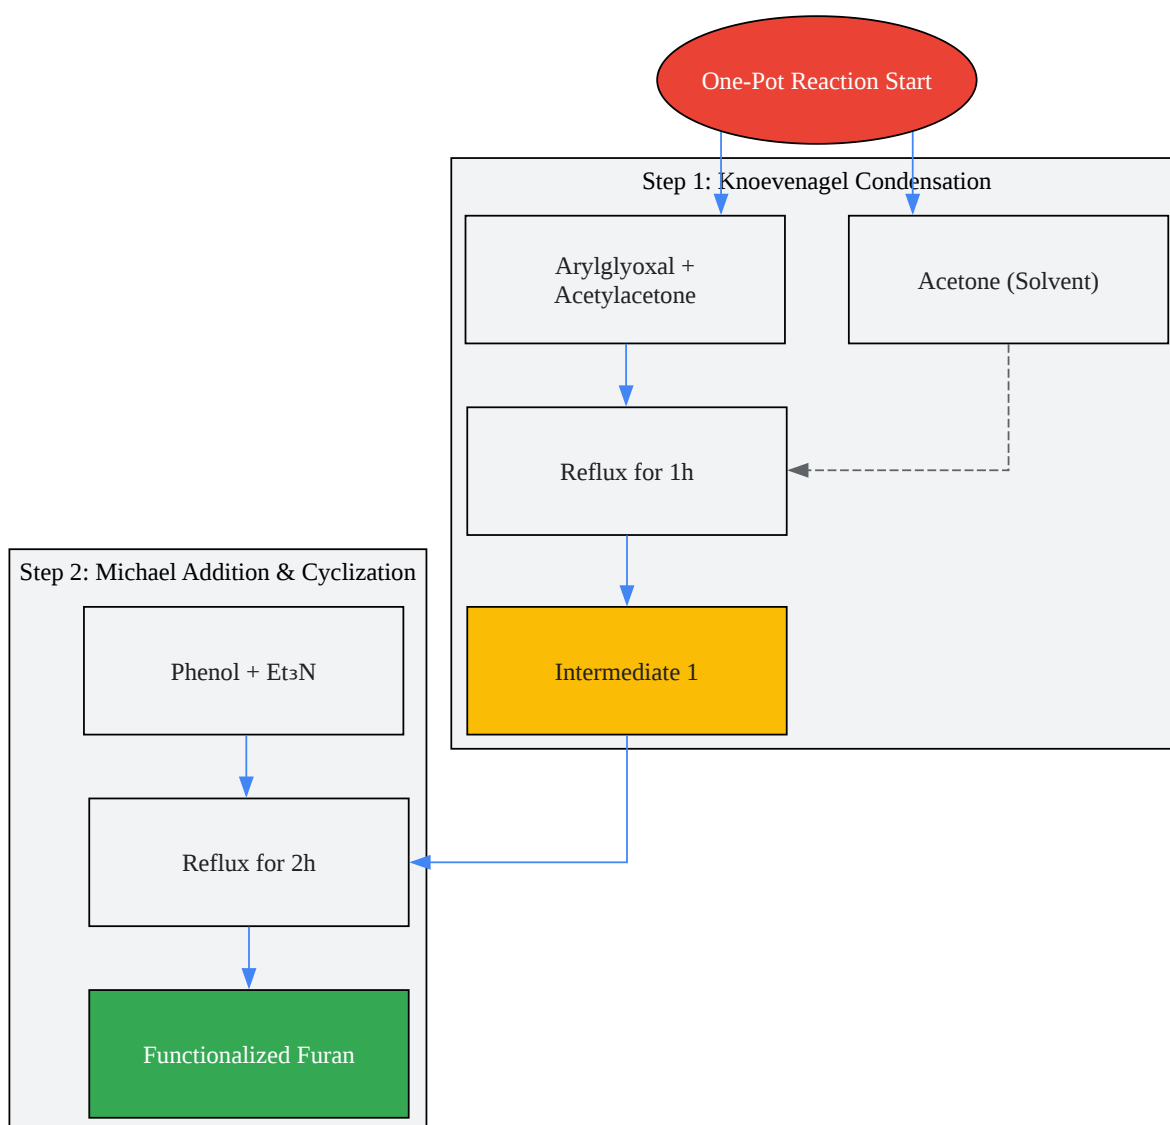 One-Pot Reaction Start
Step 1: Knoevenagel Condensation
Arylglyoxal +
Acetylacetone
Acetone (Solvent)
Reflux for 1h
Intermediate 1
Step 2: Michael Addition & Cyclization
Phenol + Et₃N
Reflux for 2h
Functionalized Furan